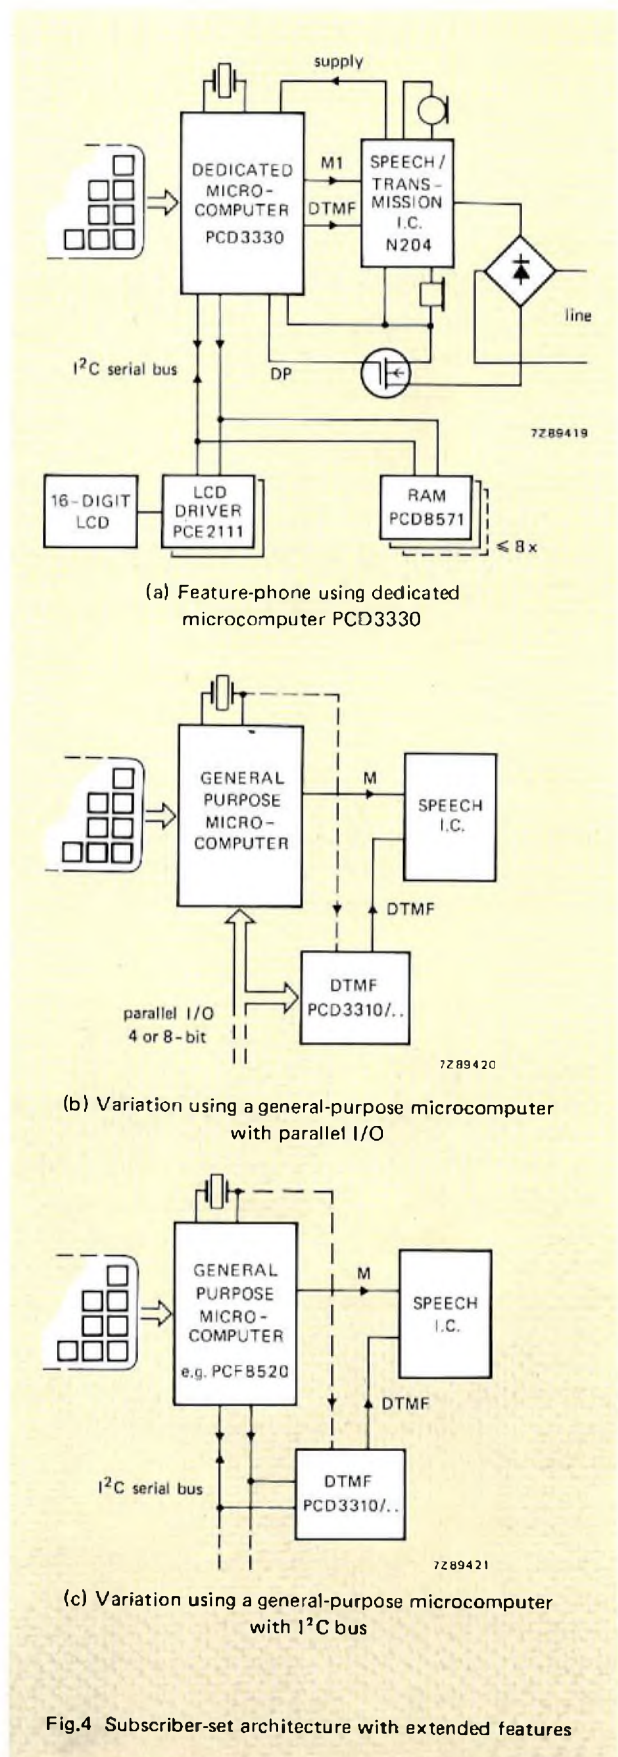 supply
DEDICATED
MICRO-
COMPUTER
PCD3330
M1
DTMF
SPEECH /
TRANS-
MISSION
I.C.
N204
line
I²C serial bus
DP
7Z89419
16-DIGIT
LCD
LCD
DRIVER
PCE2111
RAM
PCD8571
≤ 8x
(a) Feature-phone using dedicated
microcomputer PCD3330
GENERAL
PURPOSE
MICRO-
COMPUTER
M
SPEECH
I.C.
DTMF
DTMF
PCD3310/..
parallel I/O
4 or 8-bit
7Z89420
(b) Variation using a general-purpose microcomputer
with parallel I/O
GENERAL
PURPOSE
MICRO-
COMPUTER
e.g. PCF8520
M
SPEECH
I.C.
DTMF
I²C serial bus
DTMF
PCD3310/..
7Z89421
(c) Variation using a general-purpose microcomputer
with I²C bus
Fig.4 Subscriber-set architecture with extended features